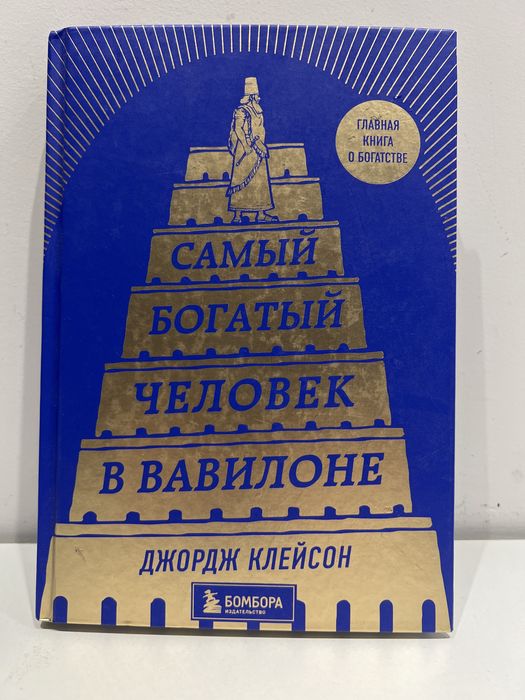 ГЛАВНАЯ
КНИГА
О БОГАТСТВЕ
САМЫЙ
БОГАТЫЙ
ЧЕЛОВЕК
В ВАВИЛОНЕ
ДЖОРДЖ КЛЕЙСОН
БОМБОРА
ИЗДАТЕЛЬСТВО